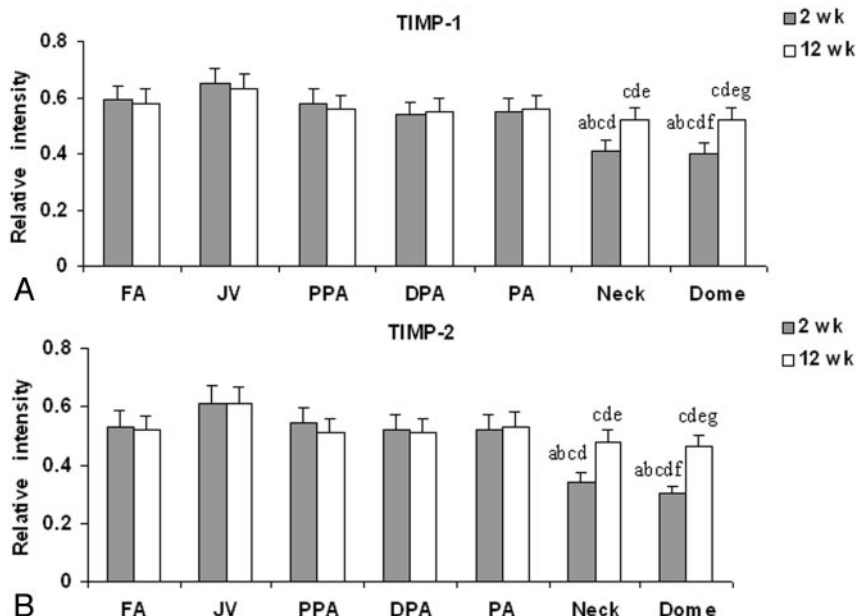 TIMP-1
2 wk
12 wk
Relative intensity
0.8
0.6
0.4
0.2
0
abcd
cde
abcdf
cdeg
FA JV PPA DPA PA Neck Dome
A
TIMP-2
2 wk
12 wk
Relative intensity
0.8
0.6
0.4
0.2
0
abcd
cde
abcdf
cdeg
FA JV PPA DPA PA Neck Dome
B